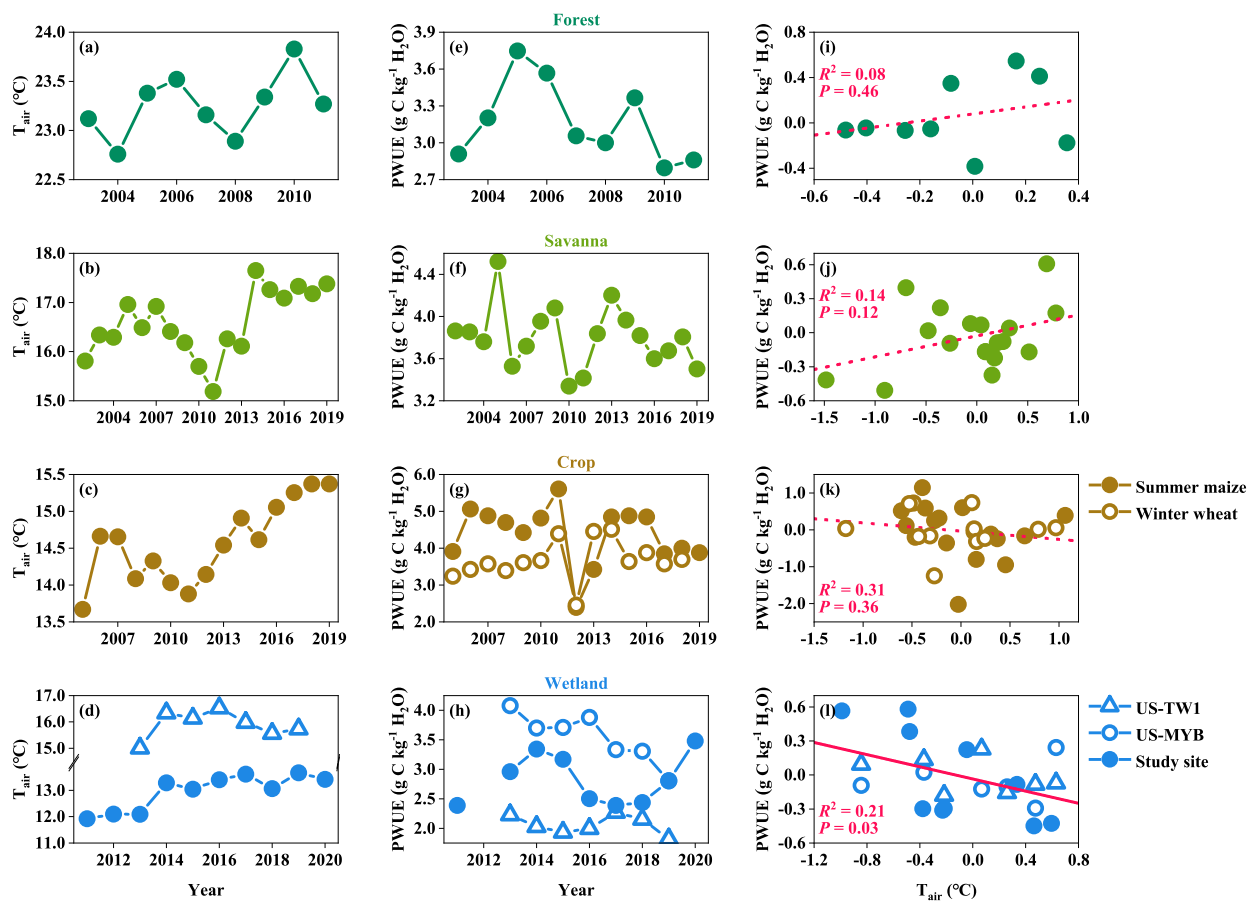 Forest
(a)
24.0
23.5
23.0
22.5
T_air (℃)
2004
2006
2008
2010
(e)
3.9
3.6
3.3
3.0
2.7
PWUE (g C kg⁻¹ H₂O)
2004
2006
2008
2010
(i)
R² = 0.08
P = 0.46
0.8
0.4
0.0
-0.4
PWUE (g C kg⁻¹ H₂O)
-0.6
-0.4
-0.2
0.0
0.2
0.4
Savanna
(b)
18.0
17.0
16.0
15.0
T_air (℃)
2004
2007
2010
2013
2016
2019
(f)
4.4
4.0
3.6
3.2
PWUE (g C kg⁻¹ H₂O)
2004
2007
2010
2013
2016
2019
(j)
R² = 0.14
P = 0.12
0.6
0.3
0.0
-0.3
-0.6
PWUE (g C kg⁻¹ H₂O)
-1.5
-1.0
-0.5
0.0
0.5
1.0
Crop
(c)
15.5
15.0
14.5
14.0
13.5
T_air (℃)
2007
2010
2013
2016
2019
(g)
6.0
5.0
4.0
3.0
2.0
PWUE (g C kg⁻¹ H₂O)
2007
2010
2013
2016
2019
(k)
R² = 0.31
P = 0.36
1.0
0.0
-1.0
-2.0
PWUE (g C kg⁻¹ H₂O)
-1.5
-1.0
-0.5
0.0
0.5
1.0
Summer maize
Winter wheat
Wetland
(d)
17.0
16.0
15.0
13.0
12.0
11.0
T_air (℃)
2012
2014
2016
2018
2020
Year
(h)
4.0
3.5
3.0
2.5
2.0
PWUE (g C kg⁻¹ H₂O)
2012
2014
2016
2018
2020
Year
(l)
R² = 0.21
P = 0.03
0.6
0.3
0.0
-0.3
-0.6
PWUE (g C kg⁻¹ H₂O)
-1.2
-0.8
-0.4
0.0
0.4
0.8
T_air (℃)
US-TW1
US-MYB
Study site